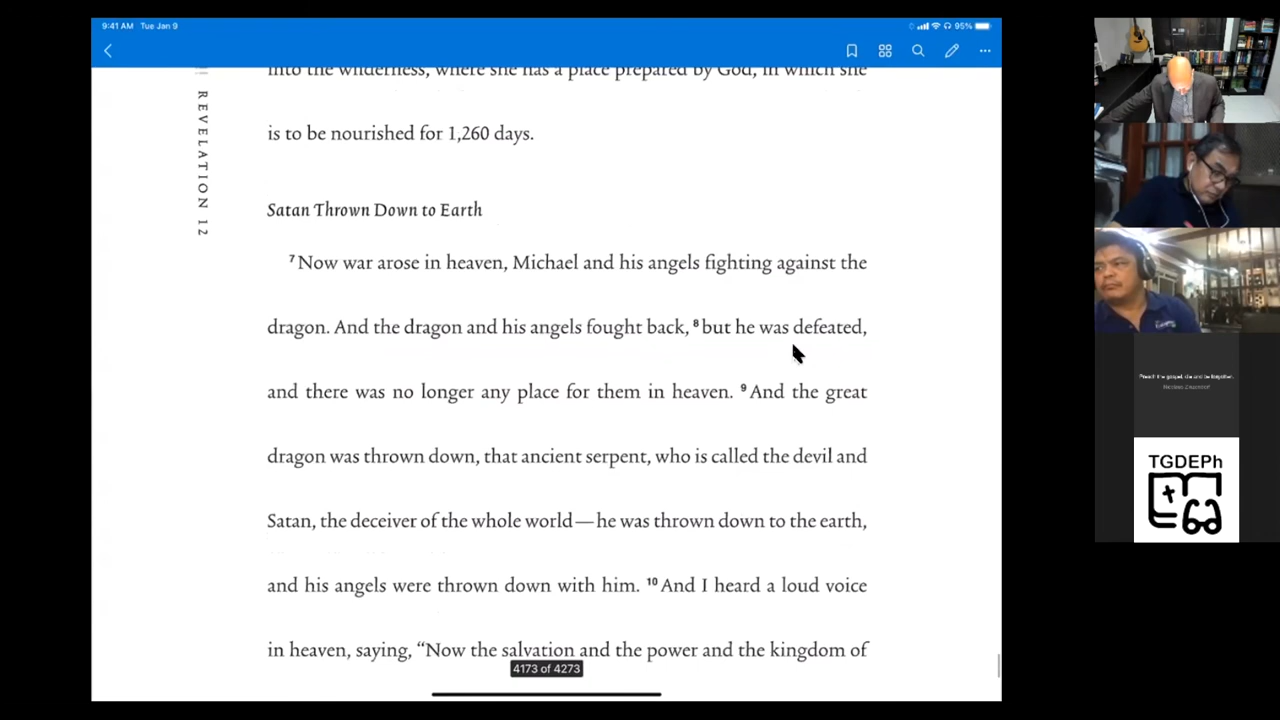 9:41 AM Tue Jan 9
95%
into the wilderness, where she has a place prepared by God, in which she
is to be nourished for 1,260 days.
REVELATION 12
Satan Thrown Down to Earth
7 Now war arose in heaven, Michael and his angels fighting against the
dragon. And the dragon and his angels fought back, 8 but he was defeated,
and there was no longer any place for them in heaven. 9 And the great
dragon was thrown down, that ancient serpent, who is called the devil and
Satan, the deceiver of the whole world—he was thrown down to the earth,
and his angels were thrown down with him. 10 And I heard a loud voice
in heaven, saying, “Now the salvation and the power and the kingdom of
4173 of 4273
Preach the gospel, die and be forgotten.
TGDEPh